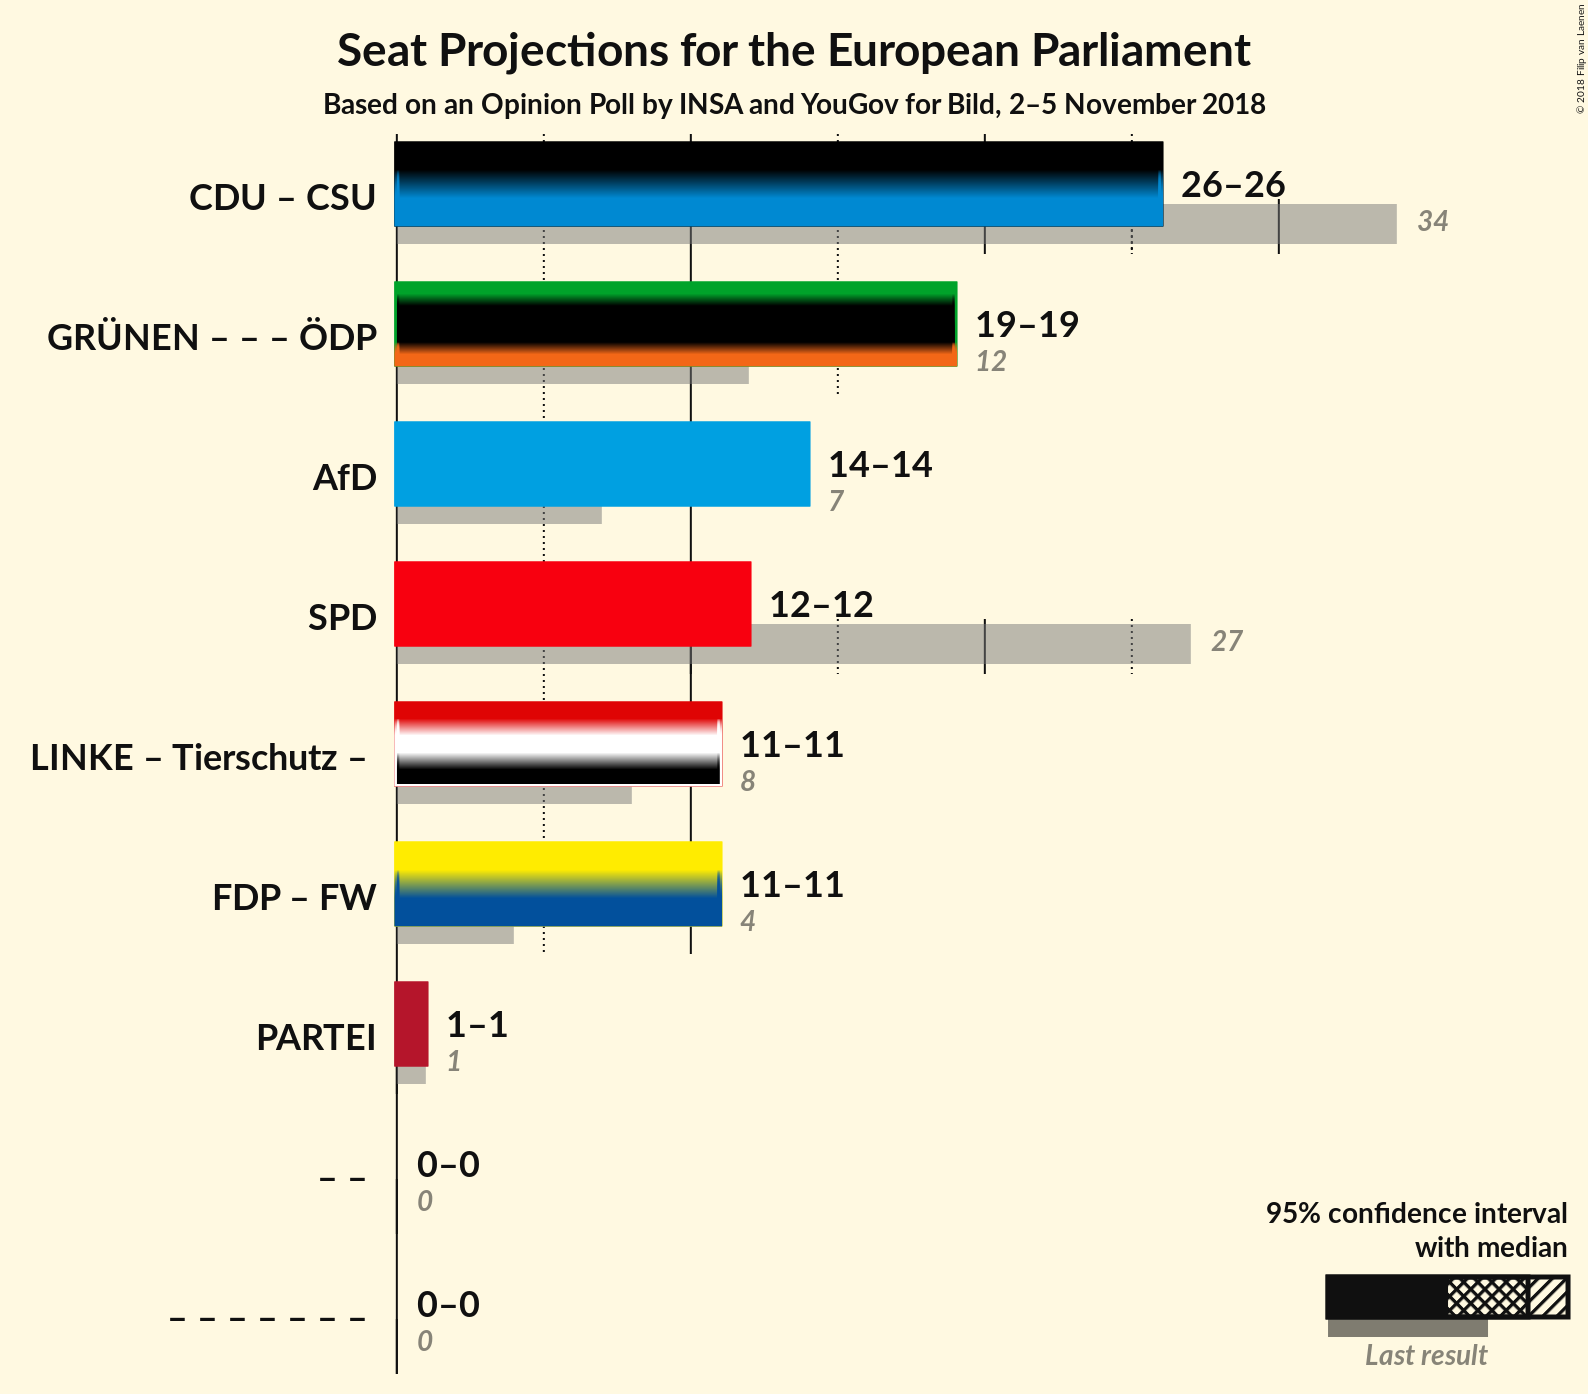 Seat Projections for the European Parliament
Based on an Opinion Poll by INSA and YouGov for Bild, 2–5 November 2018
© 2018 Filip van Laenen
CDU – CSU
26–26
34
GRÜNEN – – – ÖDP
19–19
12
AfD
14–14
7
SPD
12–12
27
LINKE – Tierschutz –
11–11
8
FDP – FW
11–11
4
PARTEI
1–1
1
– –
0–0
0
– – – – – – –
0–0
0
95% confidence interval
with median
Last result